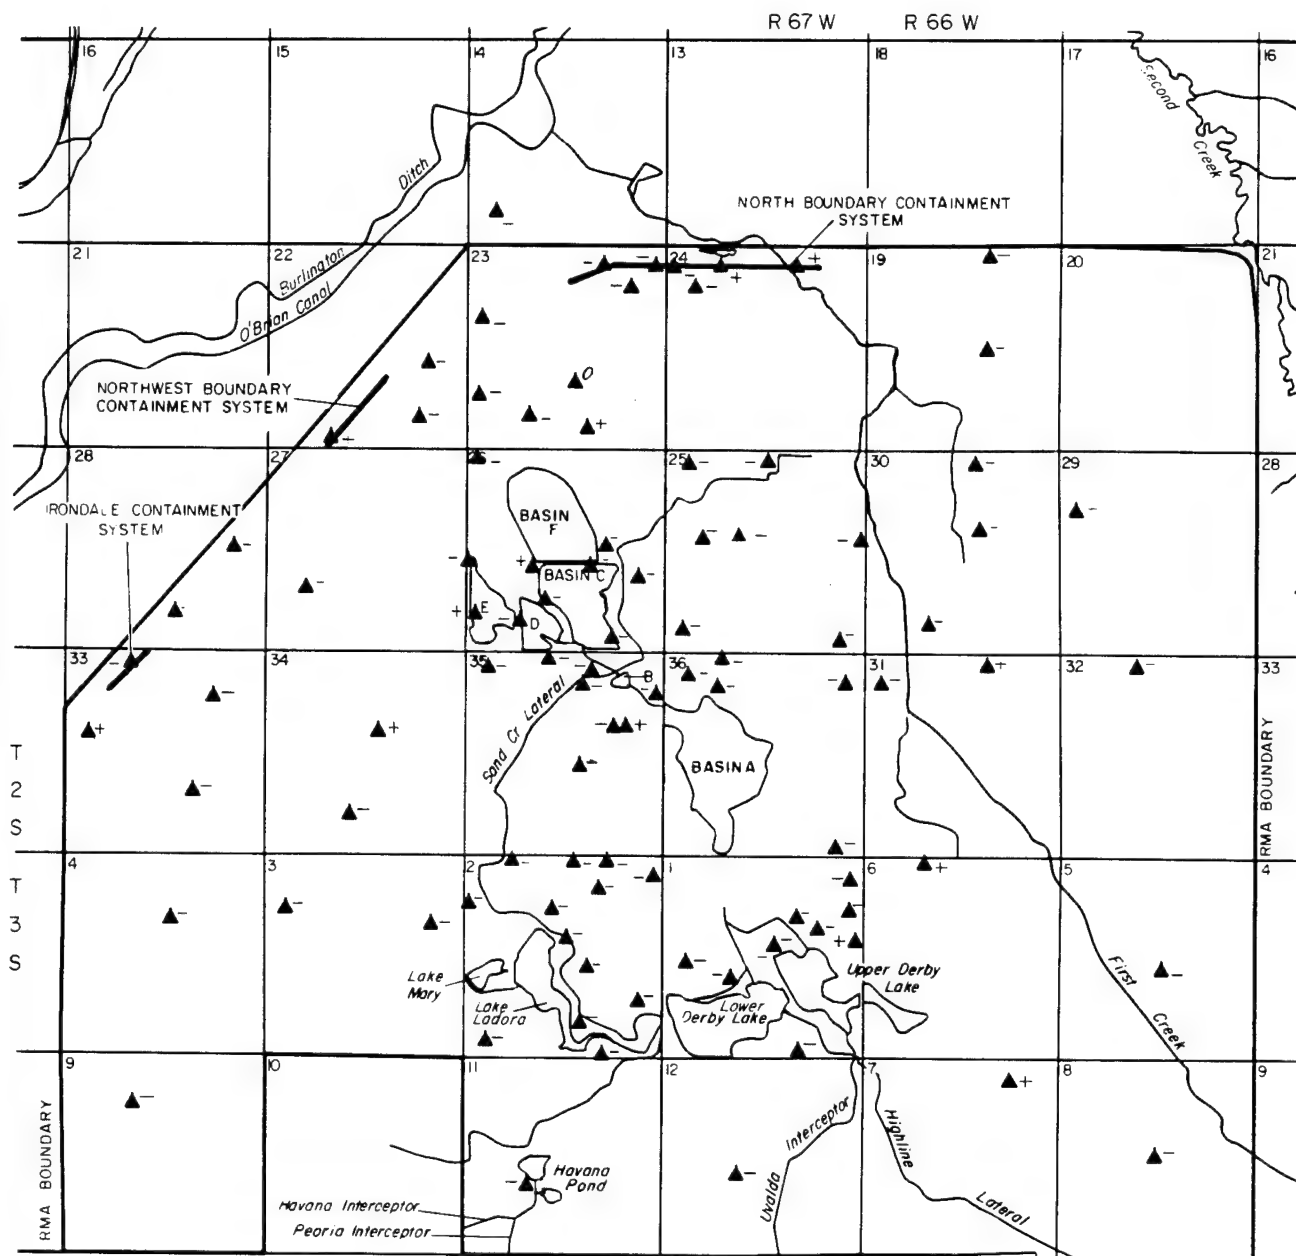 R 67 W R 66 W
16 15 14 13 18 17 16
Second
Creek
Ditch
NORTH BOUNDARY CONTAINMENT
SYSTEM
21 22 23 24 19 20 21
Burlington
O'Brian Canal
NORTHWEST BOUNDARY
CONTAINMENT SYSTEM
O
28 27 26 25 30 29 28
IRONDALE CONTAINMENT
SYSTEM
BASIN
F
BASIN C
E
D
33 34 35 36 31 32 33
B
Sand Cr Lateral
BASIN A
RMA BOUNDARY
T
2
S
4 3 2 1 6 5 4
T
3
S
Lake
Mary
Lake
Ladora
Lower
Derby Lake
Upper Derby
Lake
First
Creek
9 10 11 12 7 8 9
RMA BOUNDARY
Havana
Pond
Havana Interceptor
Peoria Interceptor
Uvalda Interceptor
Highline
Lateral